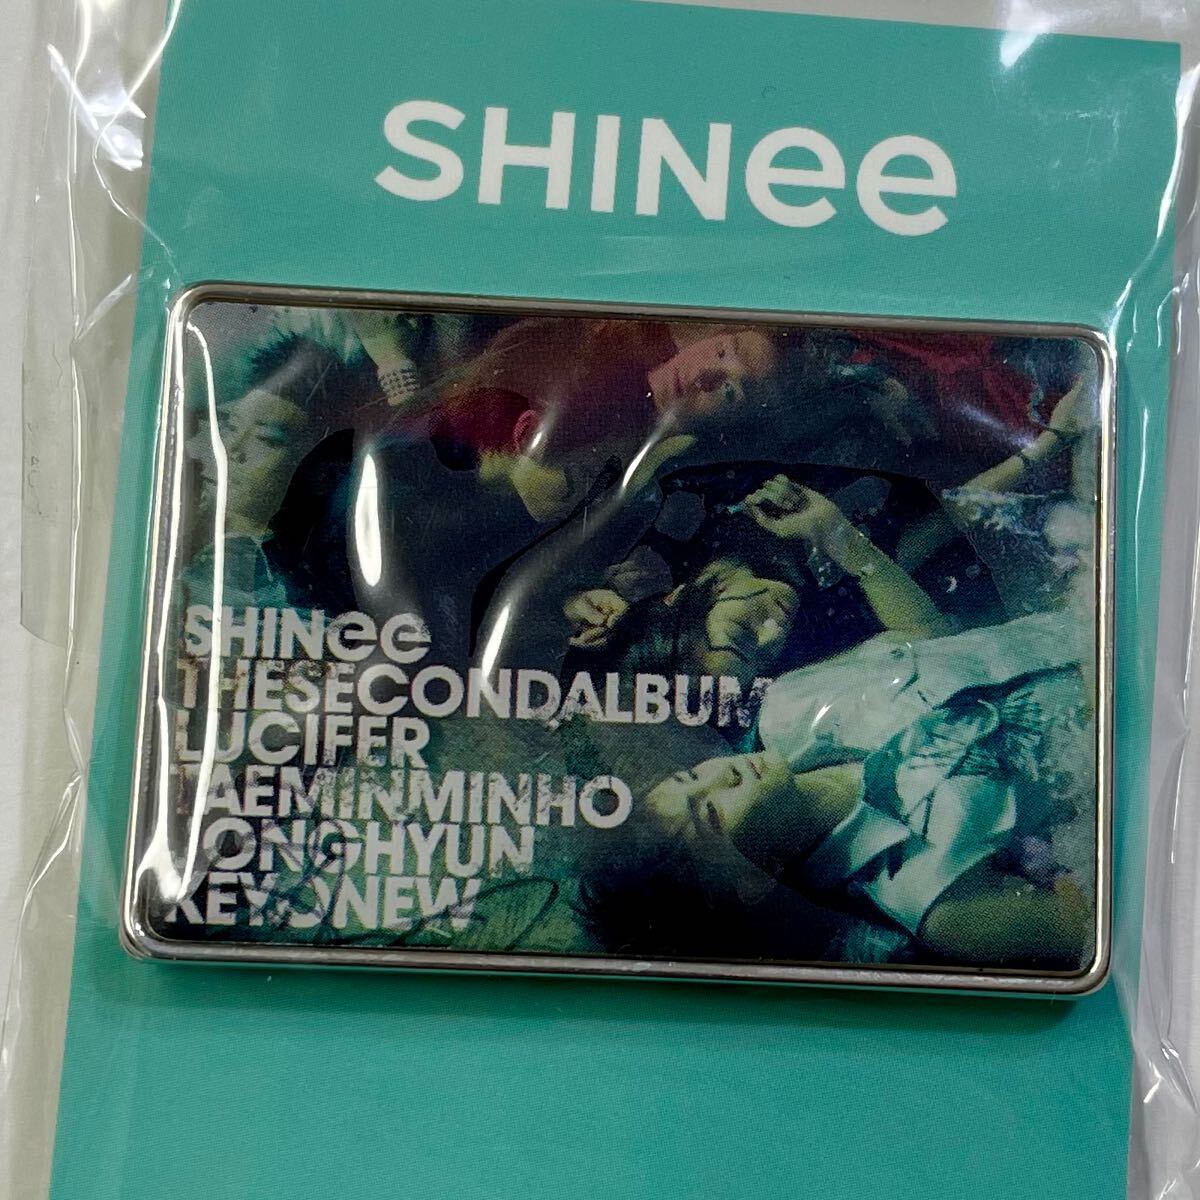 SHINee
SHINee
THESECONDALBUM
LUCIFER
TAEMINMINHO
JONGHYUN
KEYONEW